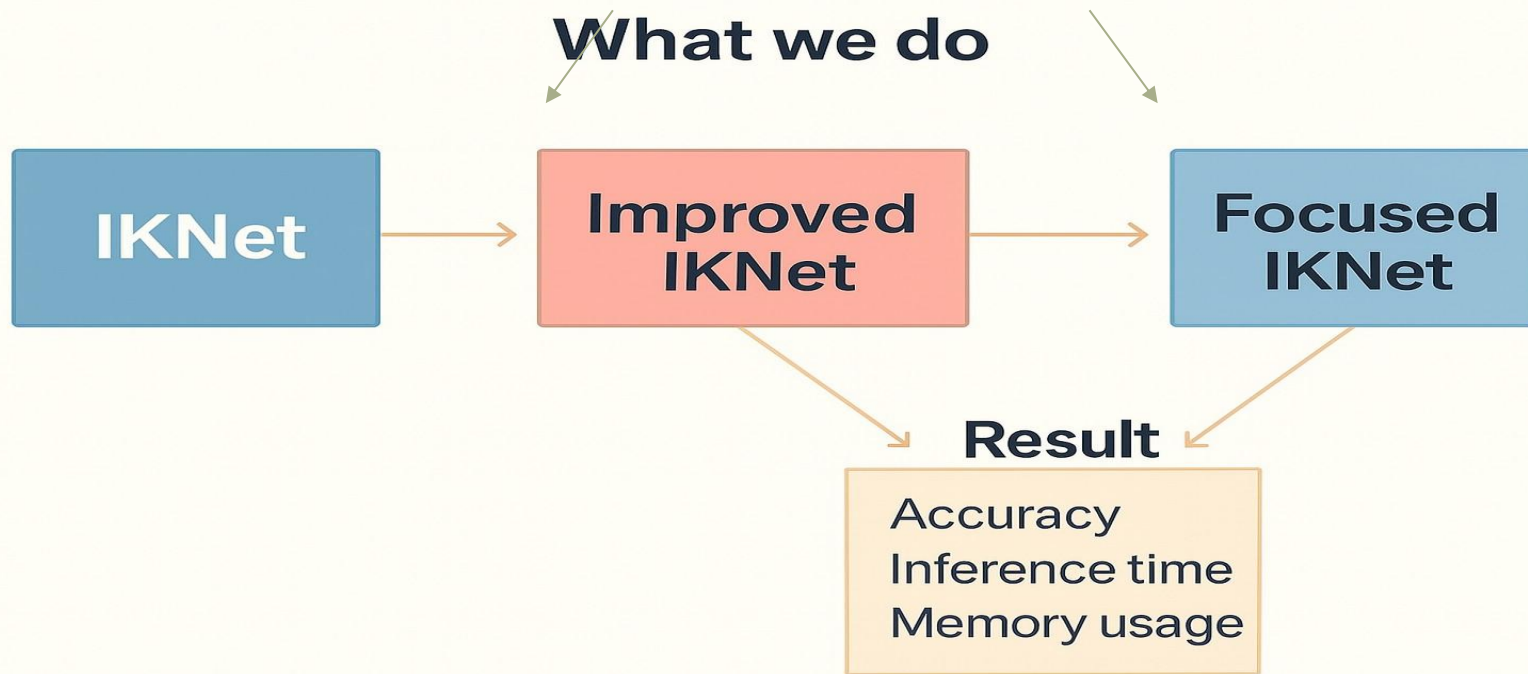 What we do
IKNet
Improved
IKNet
Focused
IKNet
Result
Accuracy
Inference time
Memory usage